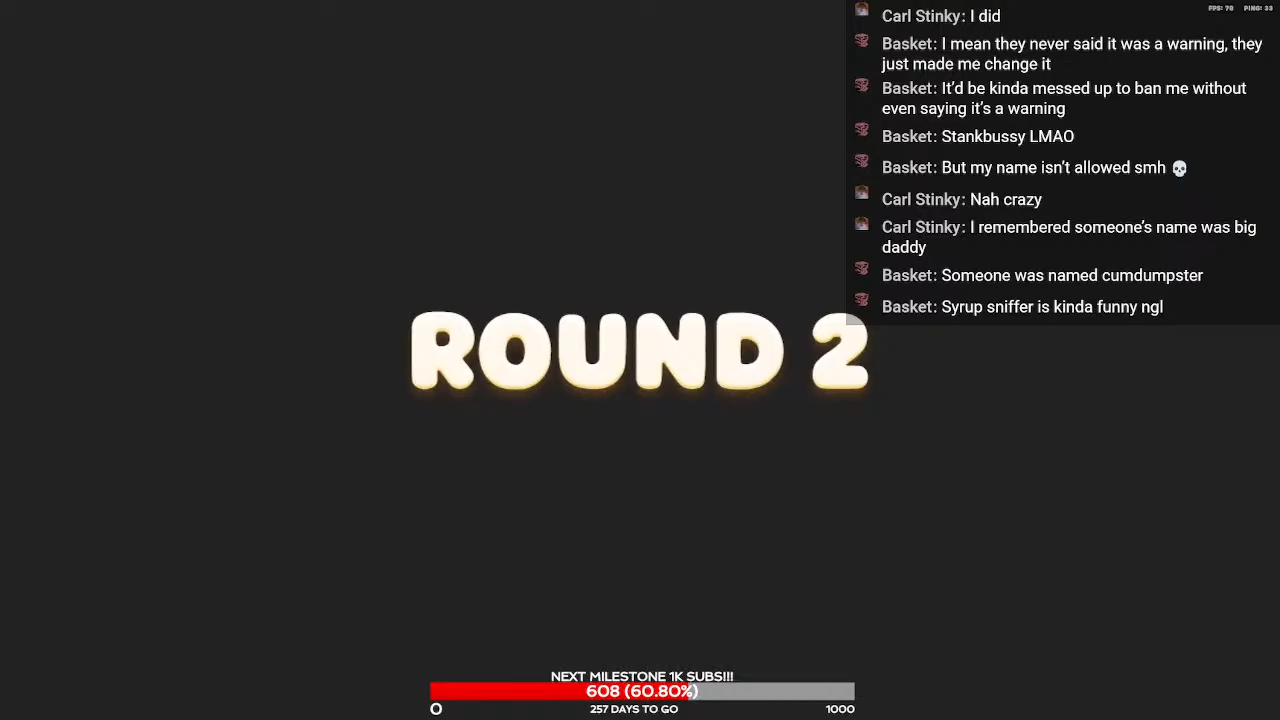 FPS: 70 PING: 33
Carl Stinky: I did
Basket: I mean they never said it was a warning, they
just made me change it
Basket: It'd be kinda messed up to ban me without
even saying it's a warning
Basket: Stankbussy LMAO
Basket: But my name isn't allowed smh 💀
Carl Stinky: Nah crazy
Carl Stinky: I remembered someone's name was big
daddy
Basket: Someone was named cumdumpster
Basket: Syrup sniffer is kinda funny ngl
ROUND 2
NEXT MILESTONE 1K SUBS!!!
608 (60.80%)
0 257 DAYS TO GO 1000